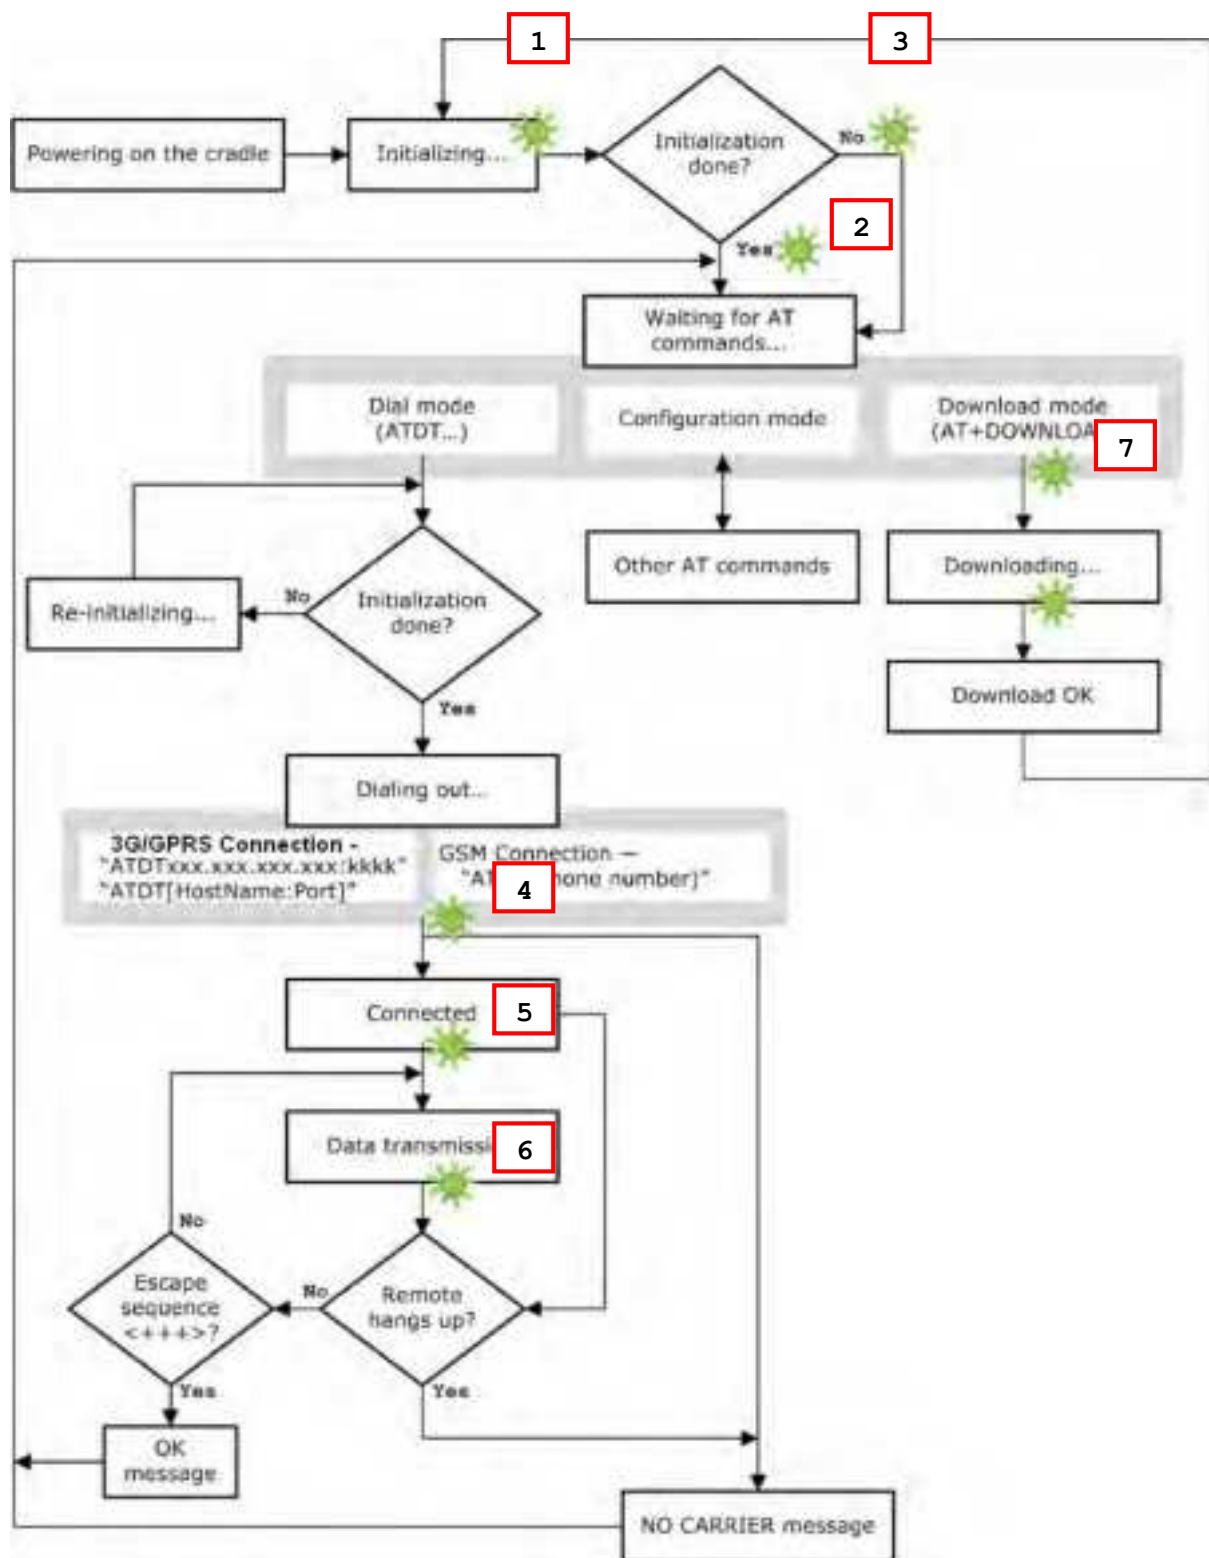 1
3
Powering on the cradle
Initializing...
Initialization
done?
No
2
Yes
Waiting for AT
commands...
Dial mode
(ATDT...)
Configuration mode
Download mode
(AT+DOWNLOA
7
Other AT commands
Downloading...
Re-initializing...
No
Initialization
done?
Yes
Download OK
Dialing out...
3G/GPRS Connection -
"ATDTxxx.xxx.xxx.xxx:kkkk"
"ATDT[HostName:Port]"
GSM Connection —
number)"
4
Connected
5
Data transmissi
6
No
Escape
sequence
<+++>?
No
Remote
hangs up?
Yes
Yes
OK
message
NO CARRIER message